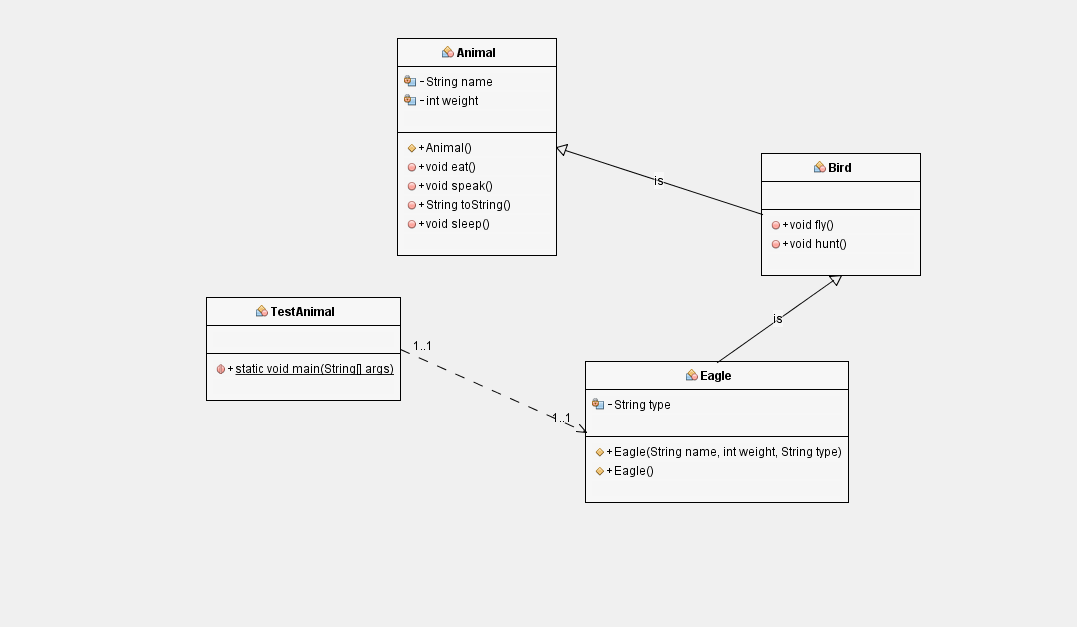 Animal
- String name
- int weight
+ Animal()
+ void eat()
+ void speak()
+ String toString()
+ void sleep()
is
Bird
+ void fly()
+ void hunt()
is
TestAnimal
+ static void main(String[] args)
1..1
1..1
Eagle
- String type
+ Eagle(String name, int weight, String type)
+ Eagle()